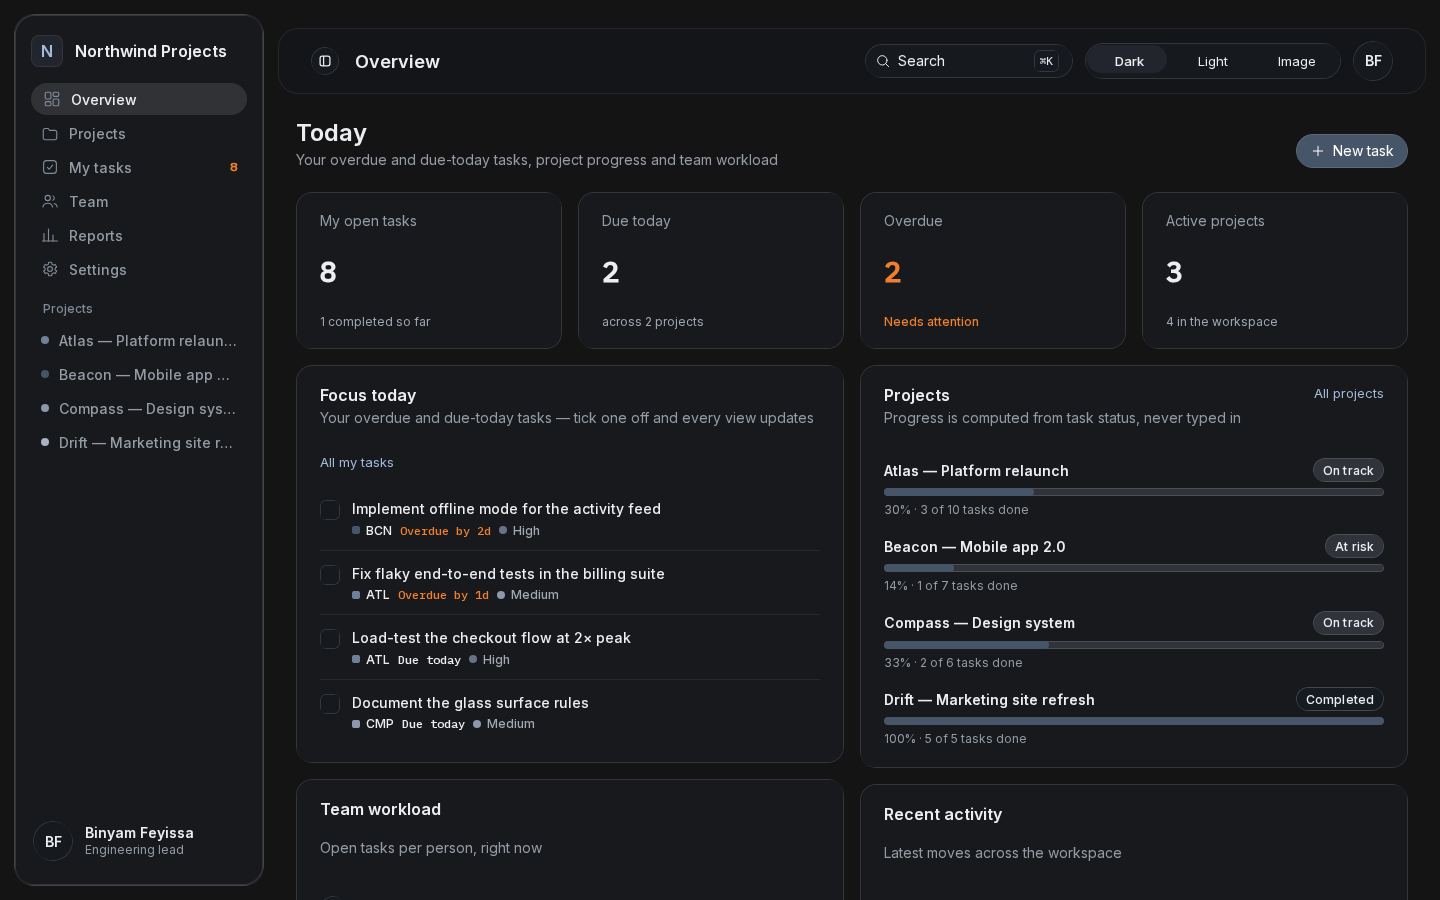 N Northwind Projects
Overview
Projects
My tasks 8
Team
Reports
Settings
Projects
Atlas — Platform relaun...
Beacon — Mobile app ...
Compass — Design sys...
Drift — Marketing site r...
BF
Binyam Feyissa
Engineering lead
Overview
Search ⌘K
Dark Light Image
BF
Today
Your overdue and due-today tasks, project progress and team workload
New task
My open tasks
8
1 completed so far
Due today
2
across 2 projects
Overdue
2
Needs attention
Active projects
3
4 in the workspace
Focus today
Your overdue and due-today tasks — tick one off and every view updates
All my tasks
Implement offline mode for the activity feed
BCN Overdue by 2d High
Fix flaky end-to-end tests in the billing suite
ATL Overdue by 1d Medium
Load-test the checkout flow at 2× peak
ATL Due today High
Document the glass surface rules
CMP Due today Medium
Projects
All projects
Progress is computed from task status, never typed in
Atlas — Platform relaunch On track
30% · 3 of 10 tasks done
Beacon — Mobile app 2.0 At risk
14% · 1 of 7 tasks done
Compass — Design system On track
33% · 2 of 6 tasks done
Drift — Marketing site refresh Completed
100% · 5 of 5 tasks done
Team workload
Open tasks per person, right now
Recent activity
Latest moves across the workspace